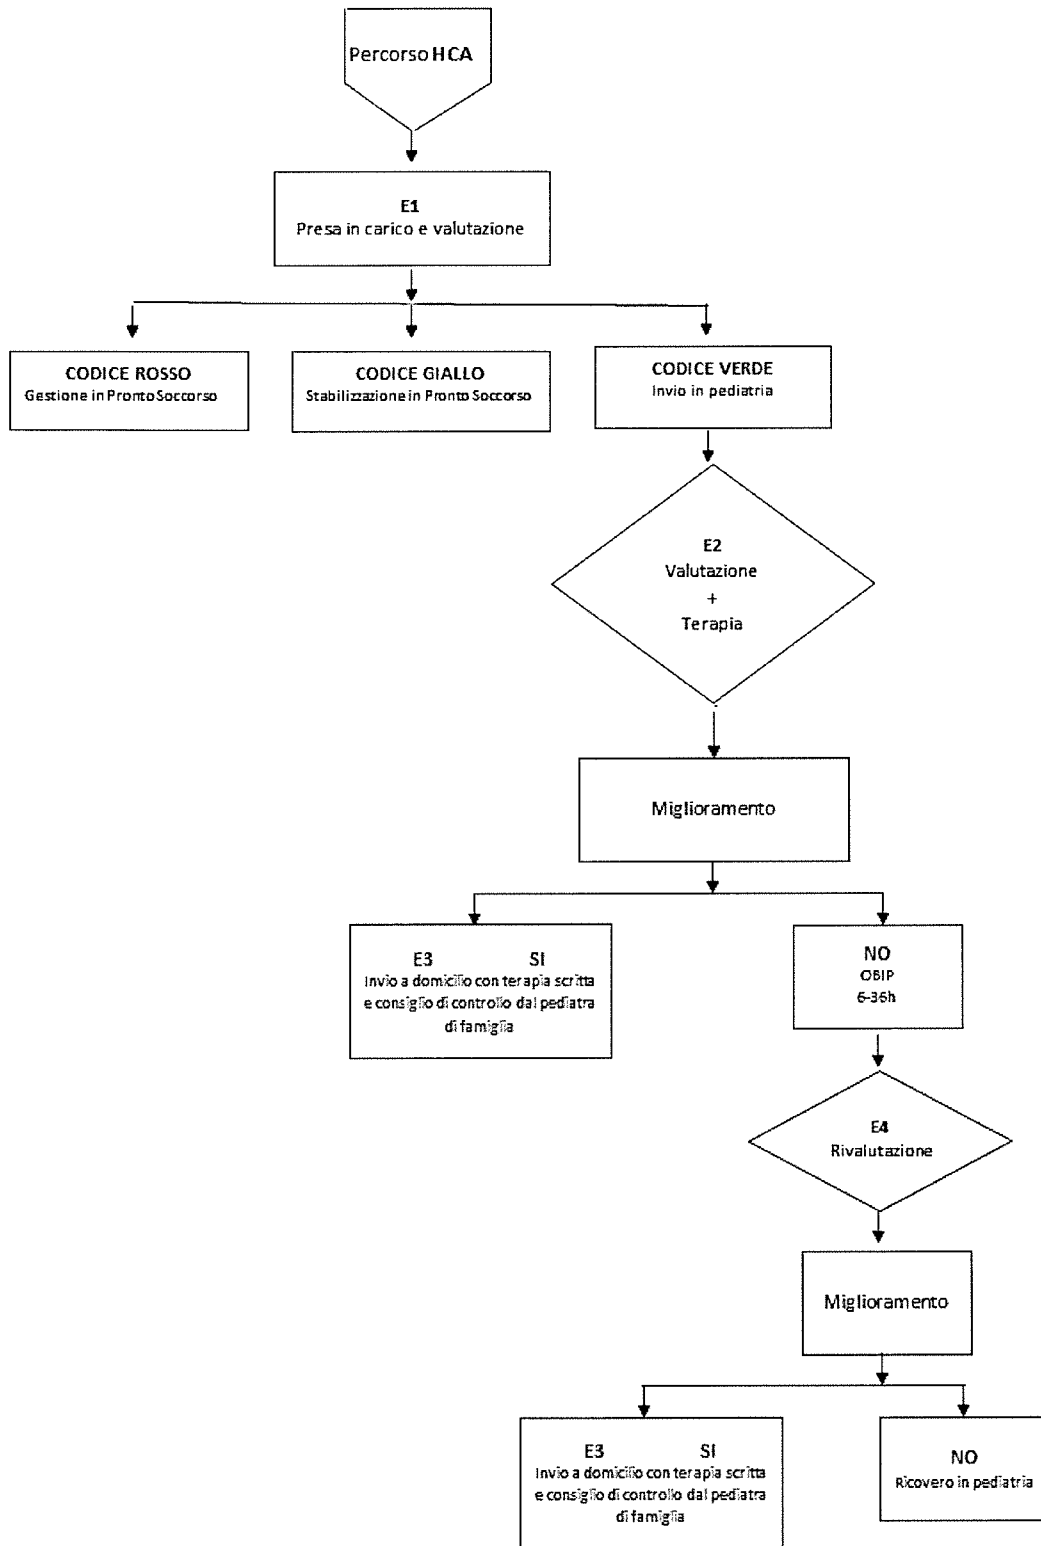 Percorso HCA
E1
Presa in carico e valutazione
CODICE ROSSO
Gestione in Pronto Soccorso
CODICE GIALLO
Stabilizzazione in Pronto Soccorso
CODICE VERDE
Invio in pediatria
E2
Valutazione
+
Terapia
Miglioramento
E3 SI
Invio a domicilio con terapia scritta
e consiglio di controllo dal pediatra
di famiglia
NO
OBIP
6-36h
E4
Rivalutazione
Miglioramento
E3 SI
Invio a domicilio con terapia scritta
e consiglio di controllo dal pediatra
di famiglia
NO
Ricovero in pediatria